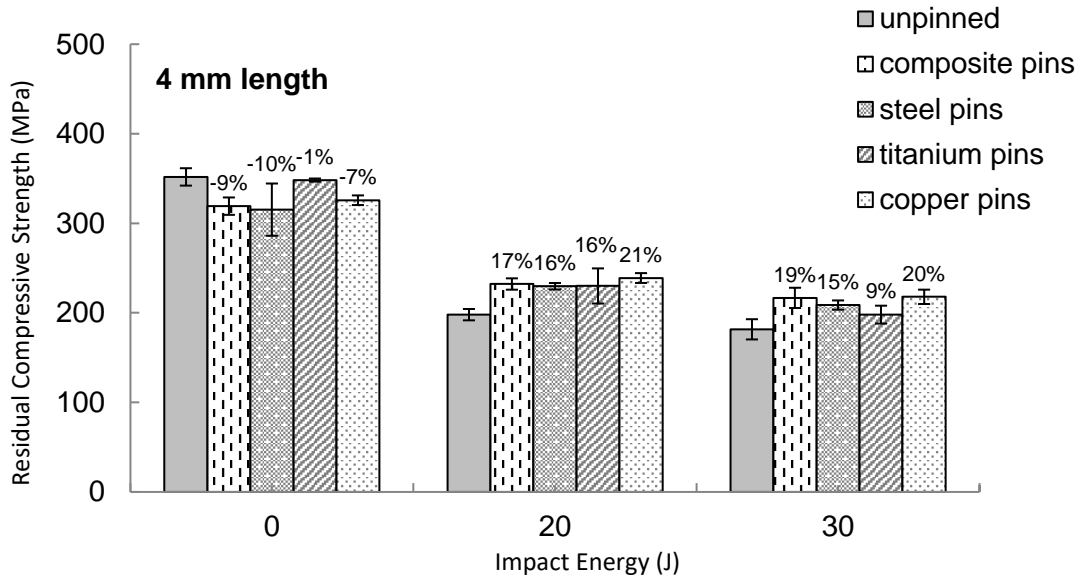 unpinned
composite pins
steel pins
titanium pins
copper pins
4 mm length
Residual Compressive Strength (MPa)
500
400
300
200
100
0
-9%
-10%
-1%
-7%
17%
16%
16%
21%
19%
15%
9%
20%
0
20
30
Impact Energy (J)